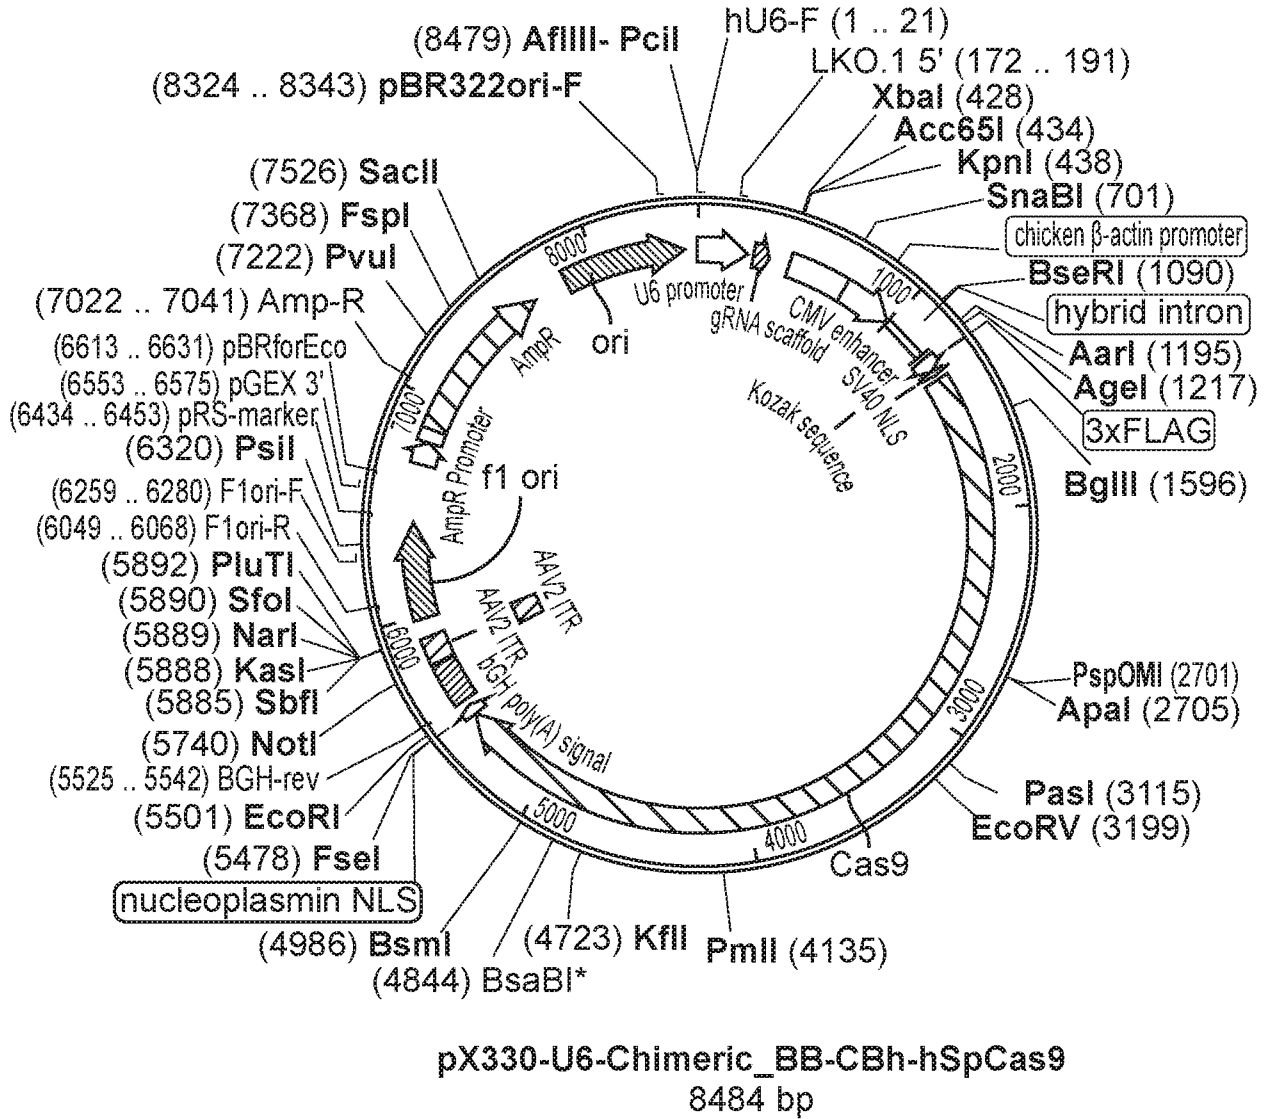 hU6-F (1 .. 21)
(8479) AflIII- PciI
LKO.1 5' (172 .. 191)
(8324 .. 8343) pBR322ori-F
XbaI (428)
Acc65I (434)
KpnI (438)
SnaBI (701)
chicken β-actin promoter
BseRI (1090)
hybrid intron
AarI (1195)
AgeI (1217)
3xFLAG
BglII (1596)
PspOMI (2701)
ApaI (2705)
PasI (3115)
EcoRV (3199)
PmlI (4135)
(4723) KflI
(4844) BsaBI*
(4986) BsmI
nucleoplasmin NLS
(5478) FseI
(5501) EcoRI
(5525 .. 5542) BGH-rev
(5740) NotI
(5885) SbfI
(5888) KasI
(5889) NarI
(5890) SfoI
(5892) PluTI
(6049 .. 6068) F1ori-R
(6259 .. 6280) F1ori-F
(6320) PsiI
(6434 .. 6453) pRS-marker
(6553 .. 6575) pGEX 3'
(6613 .. 6631) pBRforEco
(7022 .. 7041) Amp-R
(7222) PvuI
(7368) FspI
(7526) SacII
8000
1000
2000
3000
4000
5000
6000
7000
ori
U6 promoter
gRNA scaffold
CMV enhancer
SV40 NLS
Kozak sequence
Cas9
bGH poly(A) signal
AAV2 ITR
AAV2 ITR
f1 ori
AmpR Promoter
AmpR
pX330-U6-Chimeric_BB-CBh-hSpCas9
8484 bp